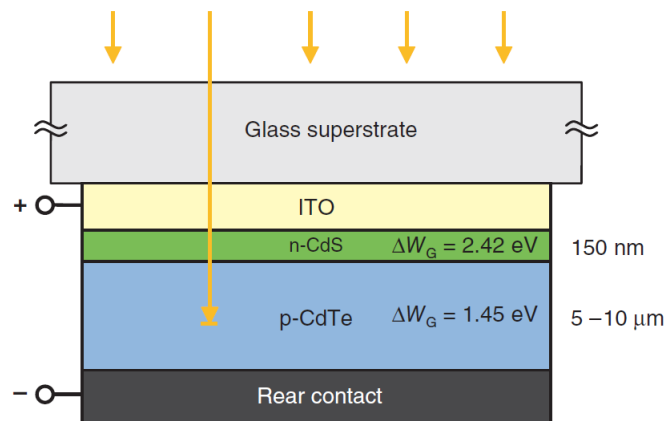 Glass superstrate
+
ITO
n-CdS ΔW_G = 2.42 eV 150 nm
p-CdTe ΔW_G = 1.45 eV 5 –10 μm
–
Rear contact